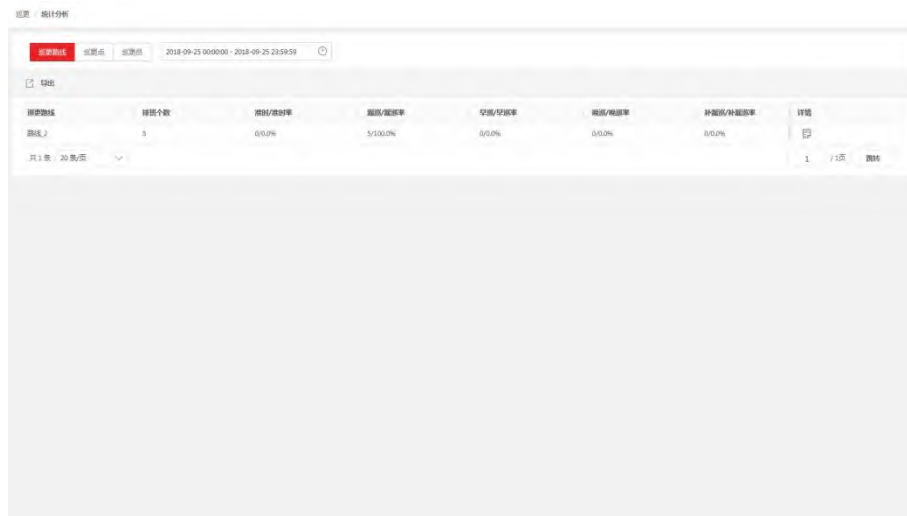 巡更 / 统计分析
巡更路线 巡更点 巡更员 2018-09-25 00:00:00 - 2018-09-25 23:59:59
导出
巡更路线 排班个数 准时/准时率 漏巡/漏巡率 早巡/早巡率 晚巡/晚巡率 补漏巡/补漏巡率 详情
路线_2 5 0/0.0% 5/100.0% 0/0.0% 0/0.0% 0/0.0%
共 1 条 20 条/页 1 / 1页 跳转